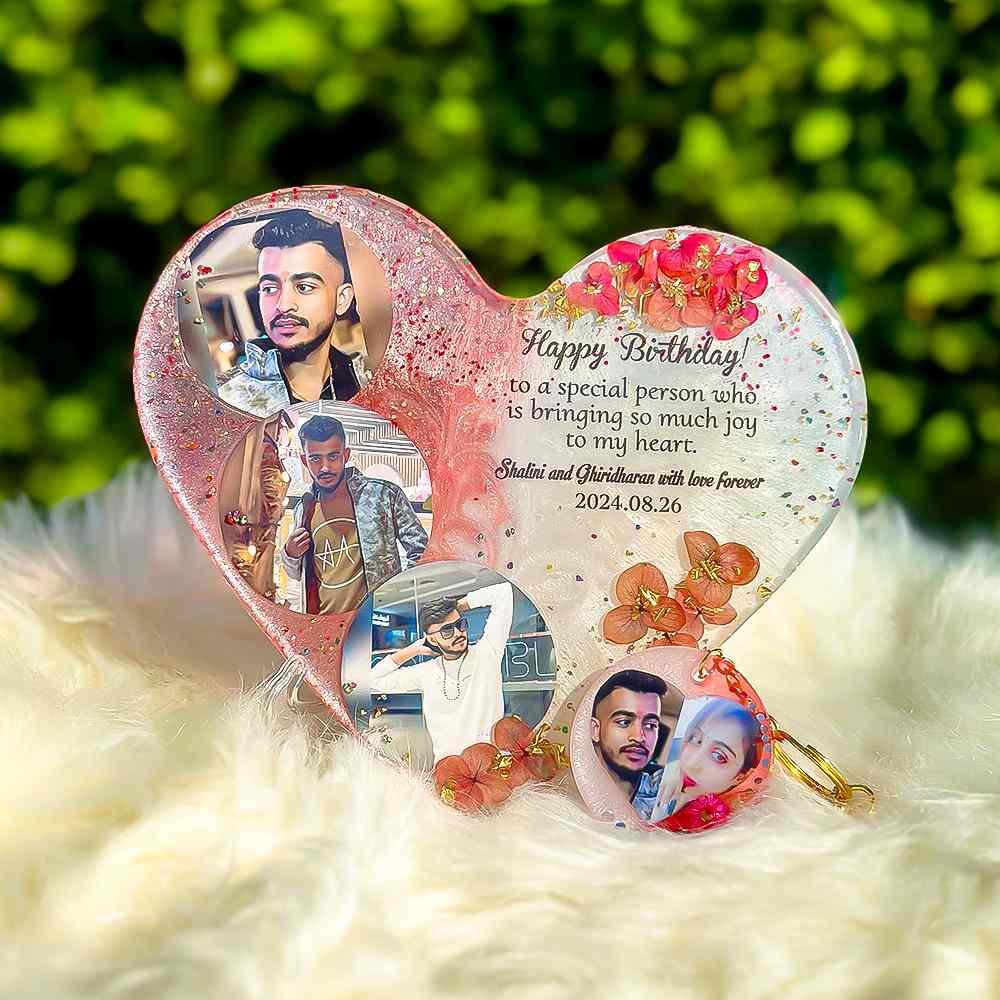 Happy Birthday!
to a special person who
is bringing so much joy
to my heart.
Shalini and Ghiridharan with love forever
2024.08.26